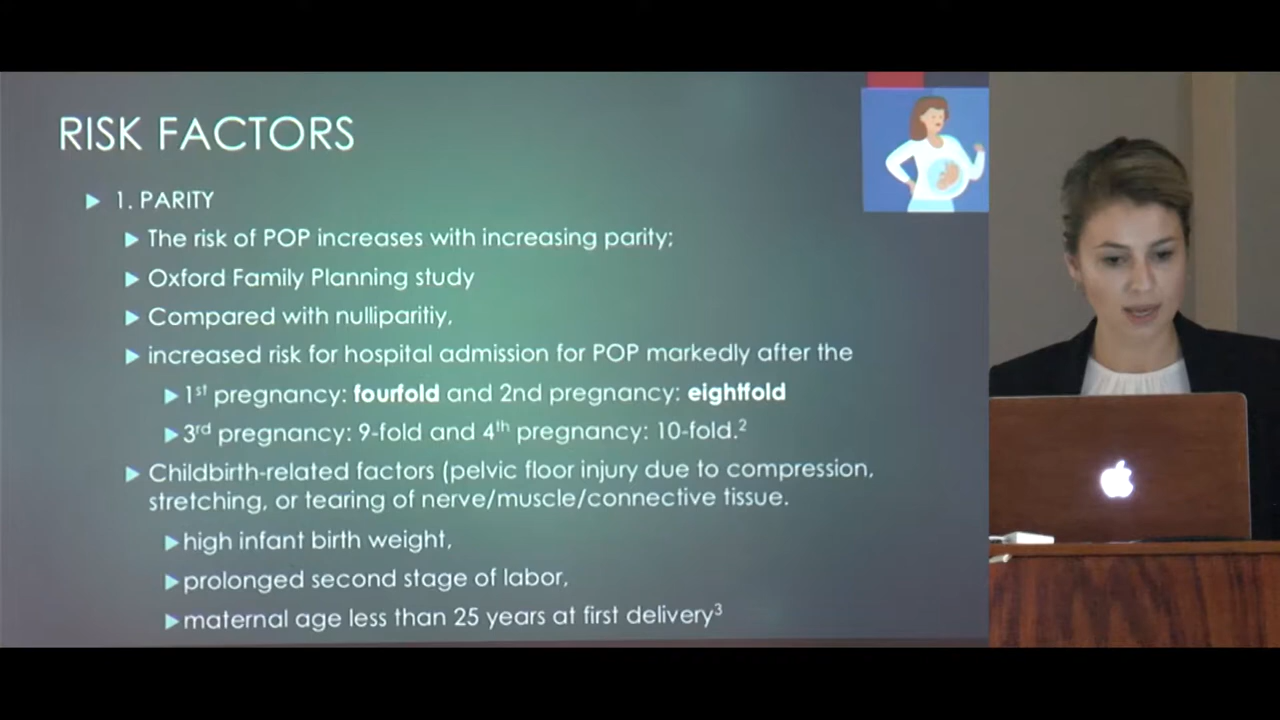 RISK FACTORS
1. PARITY
The risk of POP increases with increasing parity;
Oxford Family Planning study
Compared with nulliparitiy,
increased risk for hospital admission for POP markedly after the
1st pregnancy: fourfold and 2nd pregnancy: eightfold
3rd pregnancy: 9-fold and 4th pregnancy: 10-fold.2
Childbirth-related factors (pelvic floor injury due to compression,
stretching, or tearing of nerve/muscle/connective tissue.
high infant birth weight,
prolonged second stage of labor,
maternal age less than 25 years at first delivery3